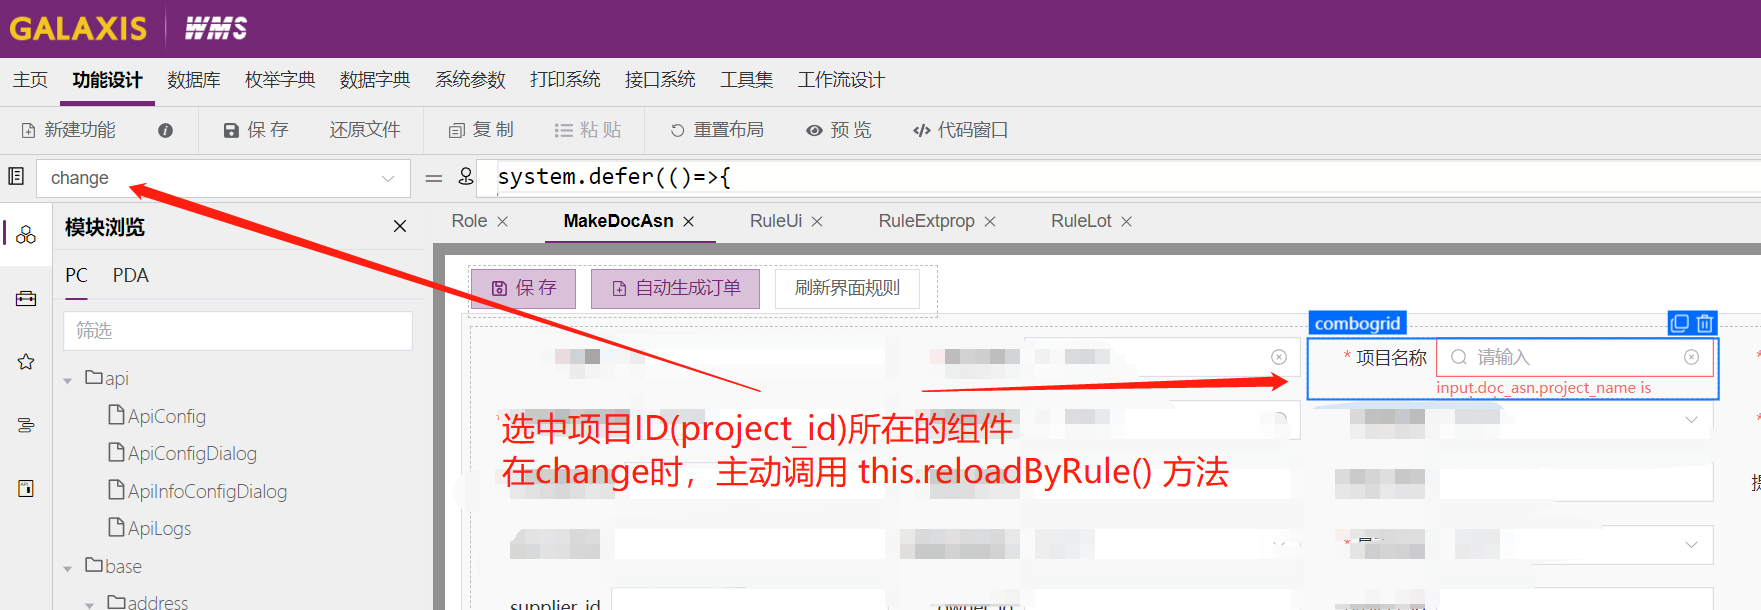 GALAXIS WMS
主页 功能设计 数据库 枚举字典 数据字典 系统参数 打印系统 接口系统 工具集 工作流设计
新建功能 保 存 还原文件 复 制 粘 贴 重置布局 预 览 代码窗口
change = system.defer(()=>{
模块浏览 Role MakeDocAsn RuleUi RuleExtprop RuleLot
PC PDA
筛选
api
ApiConfig
ApiConfigDialog
ApiInfoConfigDialog
ApiLogs
base
address
保 存 自动生成订单 刷新界面规则
combogrid
* 项目名称 请输入
input.doc_asn.project_name is
选中项目ID(project_id)所在的组件
在change时，主动调用 this.reloadByRule() 方法
supplier_id